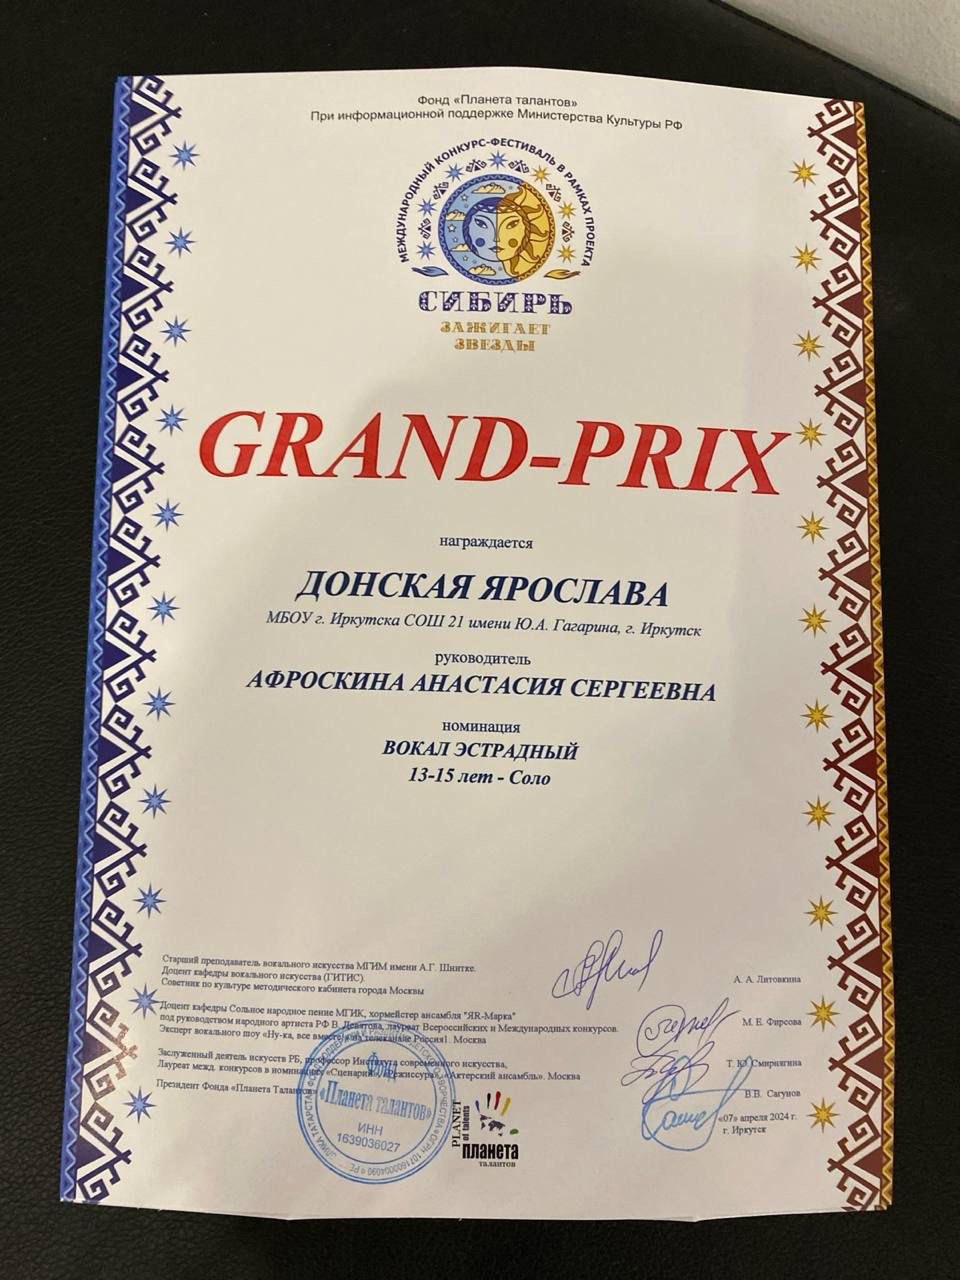 Фонд «Планета талантов»
При информационной поддержке Министерства Культуры РФ
МЕЖДУНАРОДНЫЙ КОНКУРС-ФЕСТИВАЛЬ В РАМКАХ ПРОЕКТА
СИБИРЬ
ЗАЖИГАЕТ
ЗВЕЗДЫ
GRAND-PRIX
награждается
ДОНСКАЯ ЯРОСЛАВА
МБОУ г. Иркутска СОШ 21 имени Ю.А. Гагарина, г. Иркутск
руководитель
АФРОСКИНА АНАСТАСИЯ СЕРГЕЕВНА
номинация
ВОКАЛ ЭСТРАДНЫЙ
13-15 лет - Соло
Старший преподаватель вокального искусства МГИМ имени А.Г. Шнитке.
Доцент кафедры вокального искусства (ГИТИС).
Советник по культуре методического кабинета города Москвы
А. А. Литовкина
Доцент кафедры Сольное народное пение МГИК, хормейстер ансамбля "ЯR-Марка"
под руководством народного артиста РФ В. Девятова, лауреат Всероссийских и Международных конкурсов.
Эксперт вокального шоу «Ну-ка, все вместе» на телеканале Россия1. Москва
М. Е. Фирсова
Заслуженный деятель искусств РБ, профессор Института современного искусства,
Лауреат межд. конкурсов в номинации «Сценарий», «Режиссура», «Актерский ансамбль». Москва
Т. Ю. Смирнягина
Президент Фонда «Планета Талантов»
В.В. Сагунов
«07» апреля 2024 г.
г. Иркутск
Фонд
«Планета талантов»
ИНН
1639036027
PLANET
of talents
планета
талантов